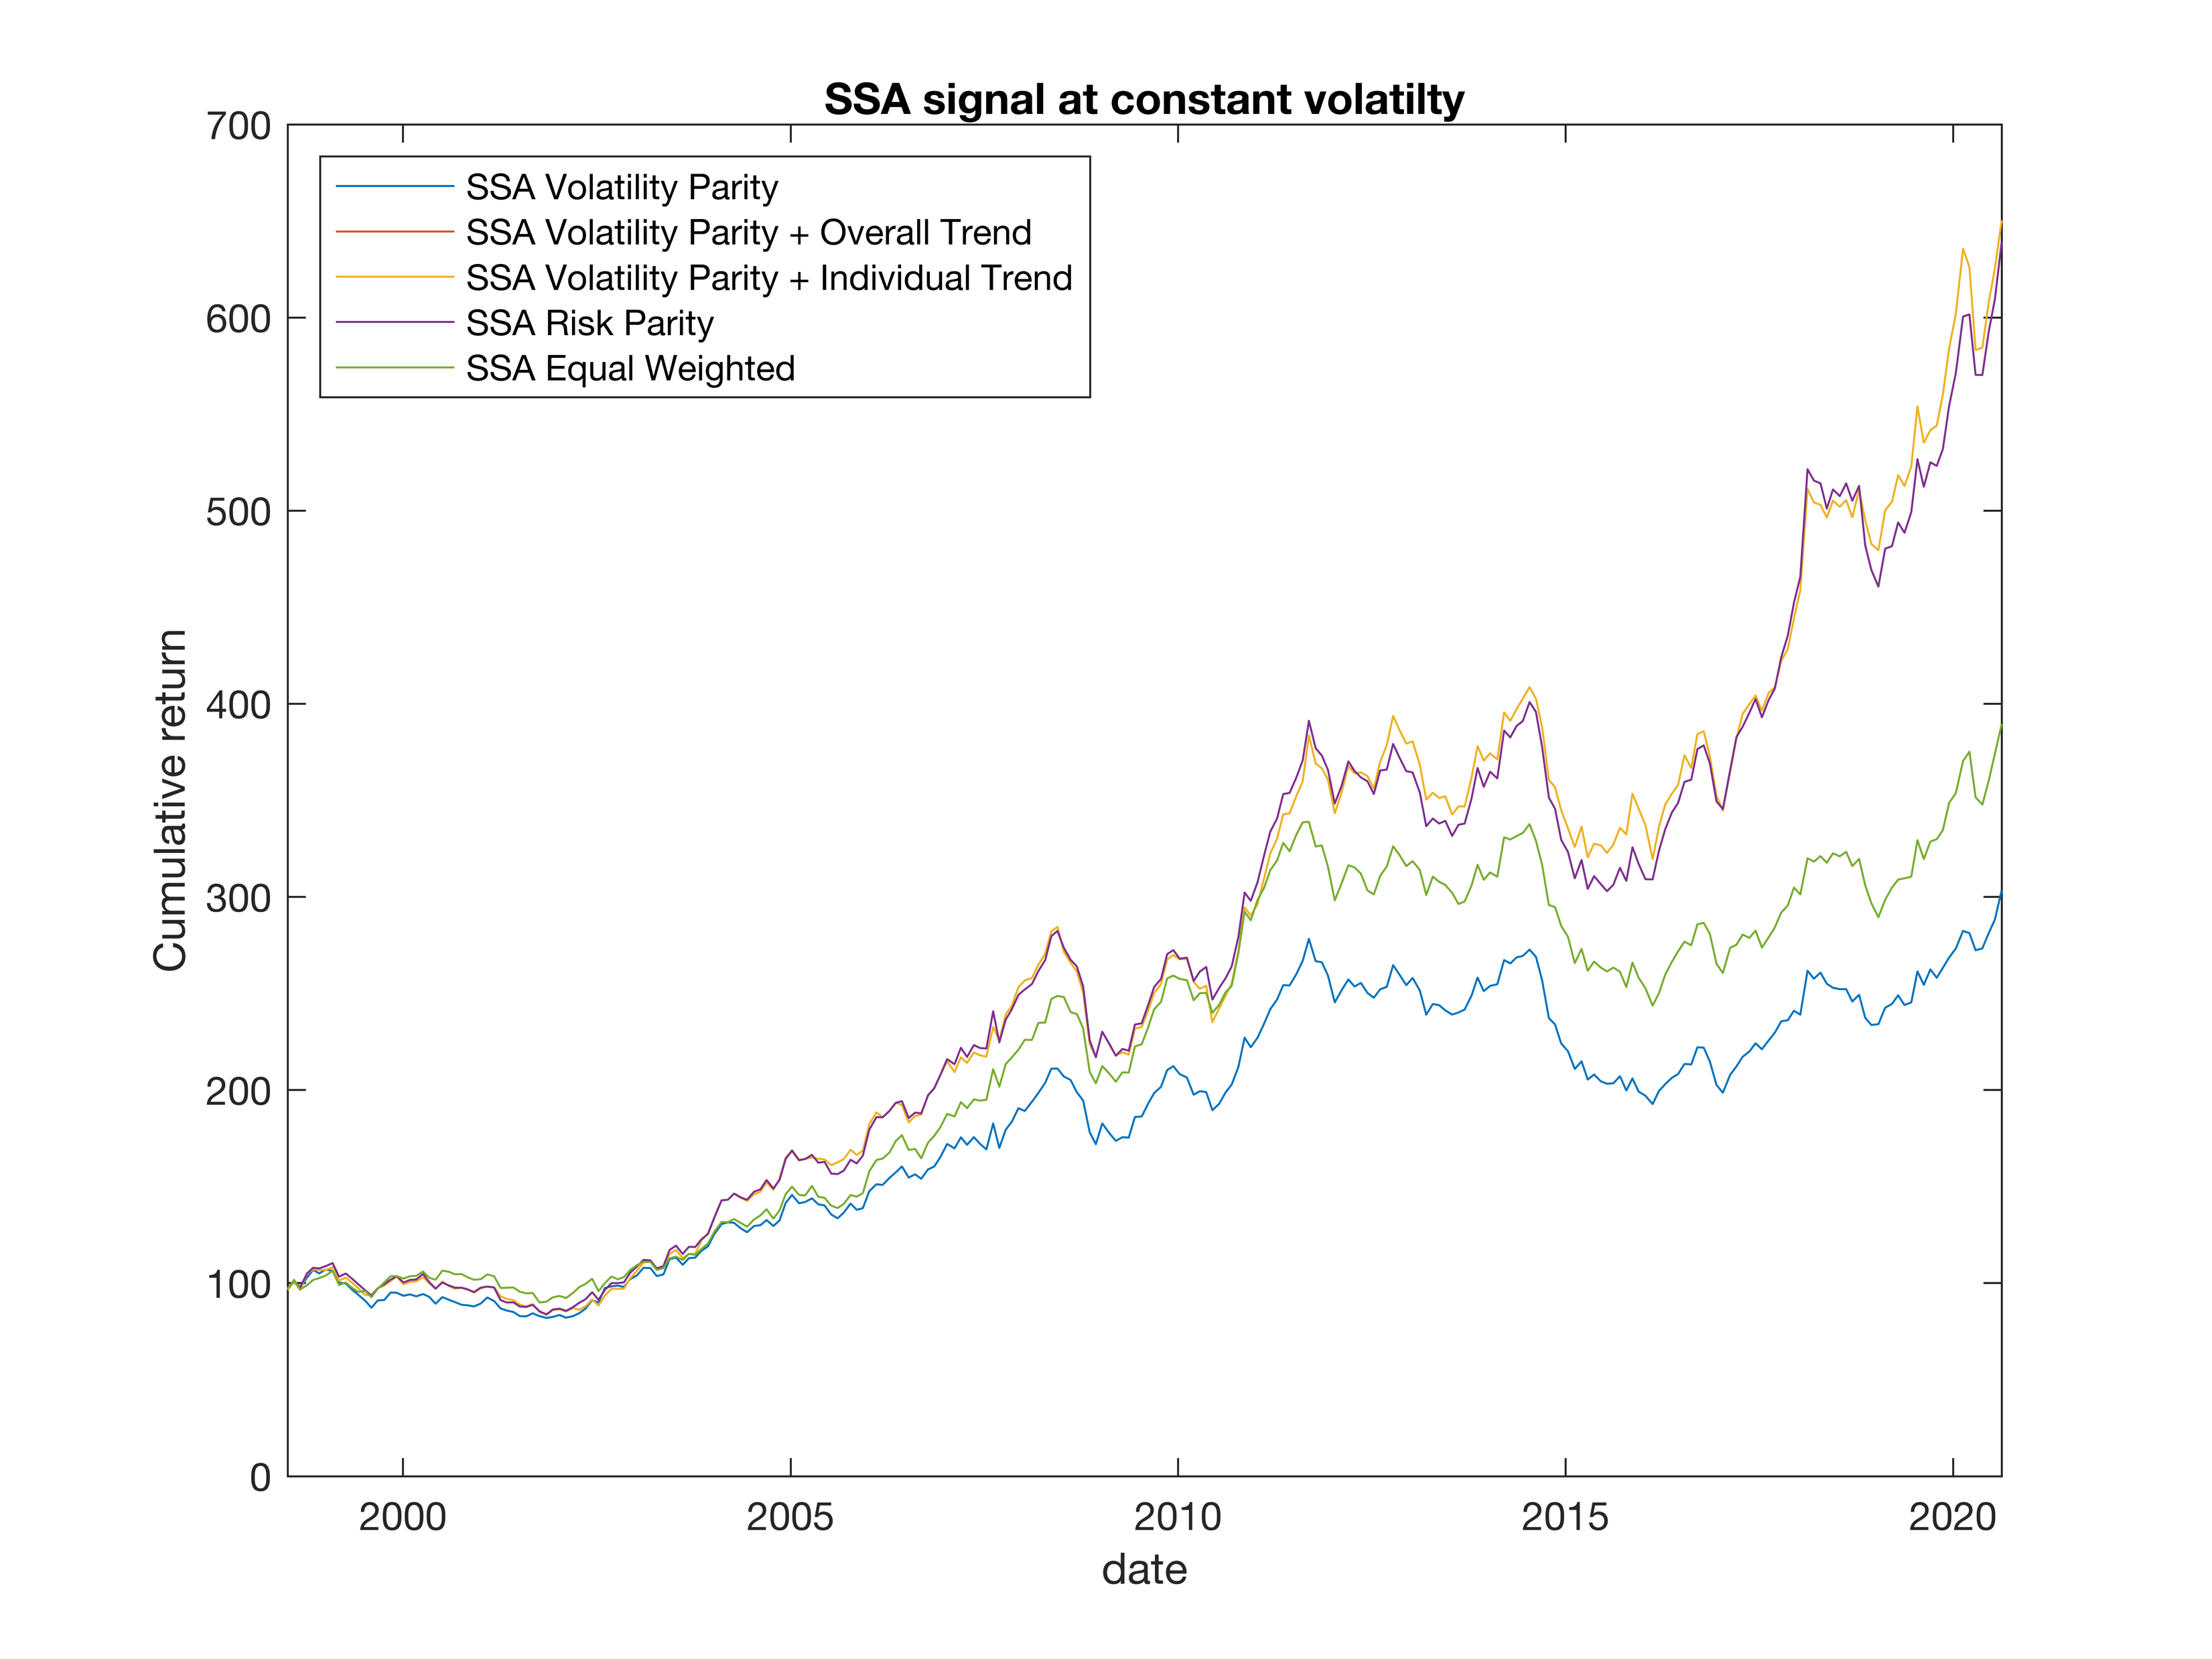 SSA signal at constant volatilty
700
600
500
400
300
200
100
0
Cumulative return
SSA Volatility Parity
SSA Volatility Parity + Overall Trend
SSA Volatility Parity + Individual Trend
SSA Risk Parity
SSA Equal Weighted
2000 2005 2010 2015 2020
date